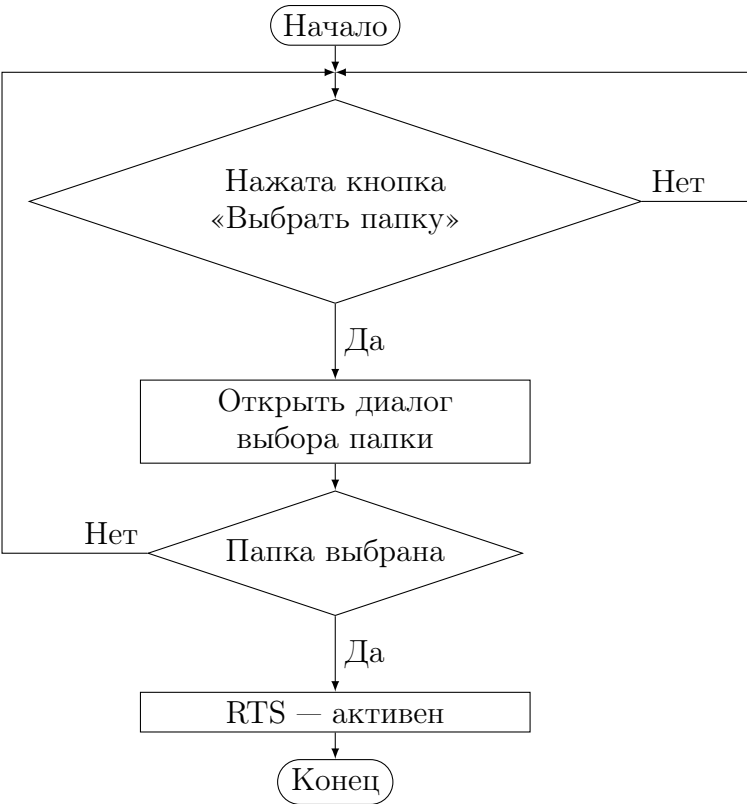 Начало
Нажата кнопка
«Выбрать папку»
Нет
Да
Открыть диалог
выбора папки
Нет
Папка выбрана
Да
RTS — активен
Конец